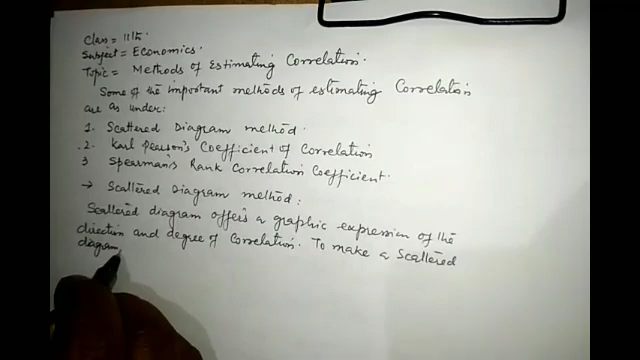 Class = 11th.
Subject = Economics.
Topic = Methods of Estimating Correlation.
Some of the important methods of estimating Correlation
are as under:
1. Scattered Diagram method.
2. Karl Pearson's Coefficient of Correlation
3 Spearman's Rank Correlation Coefficient.
→ Scattered Diagram method:
Scattered diagram offers a graphic expression of the
direction and degree of Correlation. To make a Scattered
diagram,